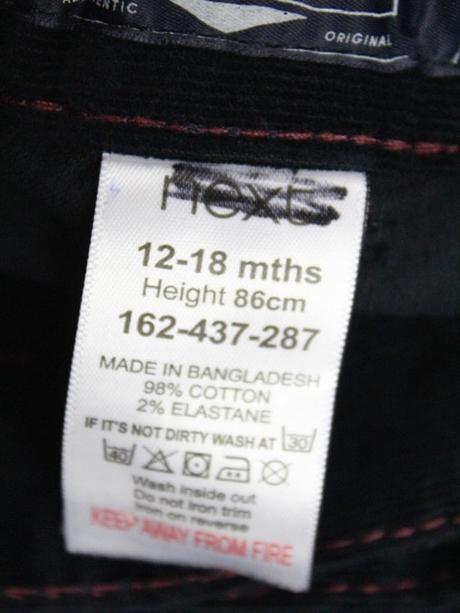 AUTHENTIC
ORIGINAL
next
12-18 mths
Height 86cm
162-437-287
MADE IN BANGLADESH
98% COTTON
2% ELASTANE
IF IT'S NOT DIRTY WASH AT 30
40
Wash inside out
Do not iron trim
Iron on reverse
KEEP AWAY FROM FIRE